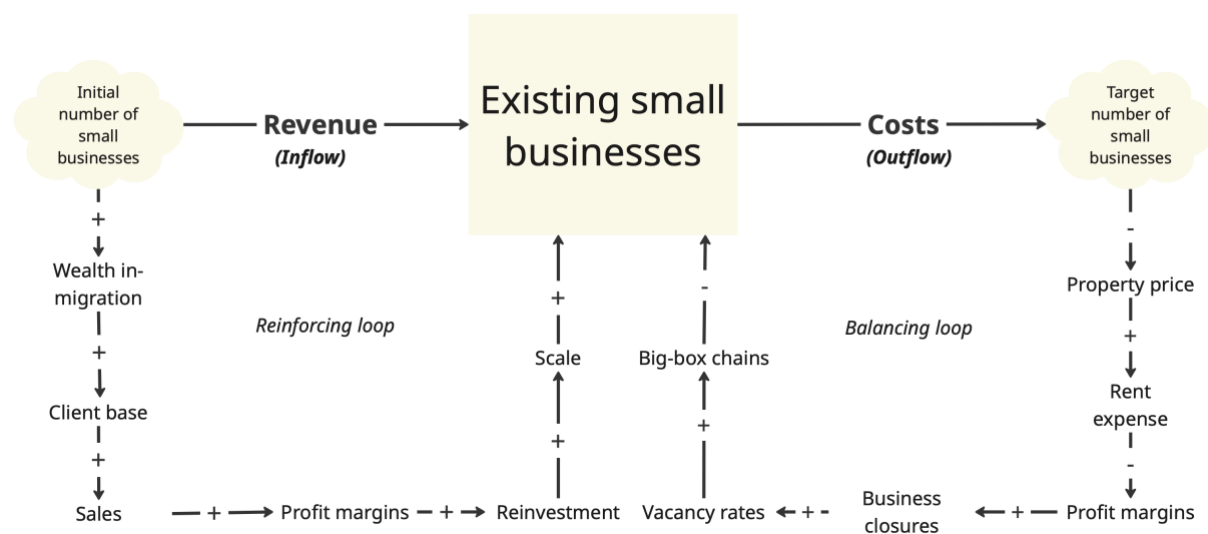 Initial
number of
small
businesses
Revenue
(Inflow)
Existing small
businesses
Costs
(Outflow)
Target
number of
small
businesses
+
Wealth in-
migration
+
Client base
+
Sales
+
Profit margins
+
Reinvestment
+
Scale
+
Reinforcing loop
-
Big-box chains
+
Vacancy rates
Balancing loop
-
Property price
+
Rent
expense
-
Profit margins
+
Business
closures
+